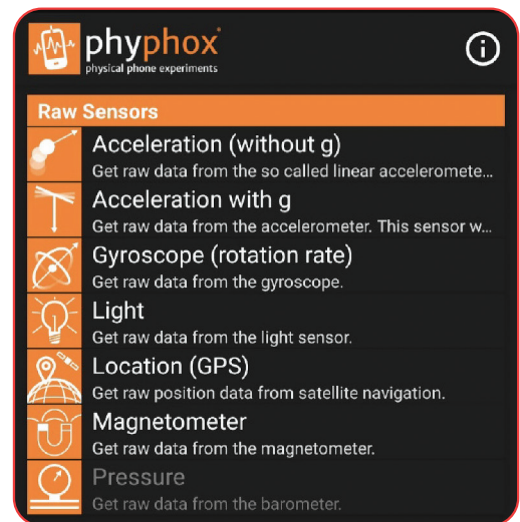 phyphox
physical phone experiments
Raw Sensors
Acceleration (without g)
Get raw data from the so called linear acceleromete...
Acceleration with g
Get raw data from the accelerometer. This sensor w...
Gyroscope (rotation rate)
Get raw data from the gyroscope.
Light
Get raw data from the light sensor.
Location (GPS)
Get raw position data from satellite navigation.
Magnetometer
Get raw data from the magnetometer.
Pressure
Get raw data from the barometer.